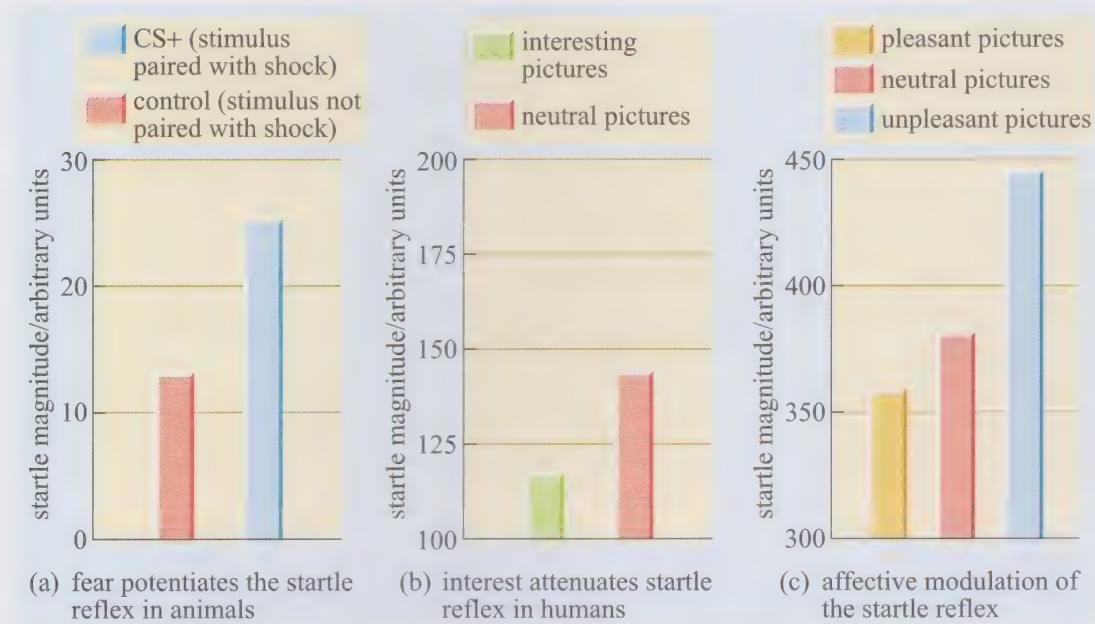 CS+ (stimulus
paired with shock)
control (stimulus not
paired with shock)
startle magnitude/arbitrary units
30
20
10
0
(a) fear potentiates the startle
reflex in animals
interesting
pictures
neutral pictures
startle magnitude/arbitrary units
200
175
150
125
100
(b) interest attenuates startle
reflex in humans
pleasant pictures
neutral pictures
unpleasant pictures
startle magnitude/arbitrary units
450
400
350
300
(c) affective modulation of
the startle reflex